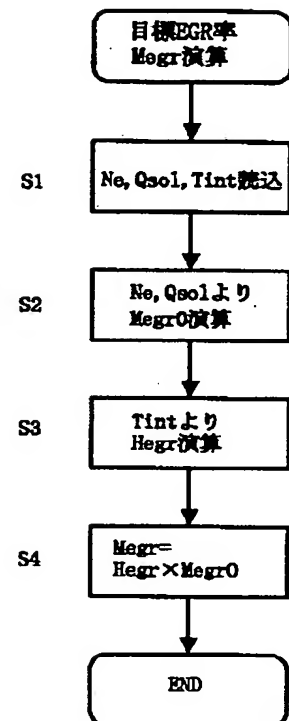 目標EGR率
Megr演算
S1
Ne,Qsol,Tint読込
S2
Ne,Qsolより
Megr0演算
S3
Tintより
Hegr演算
S4
Megr=
Hegr×Megr0
END